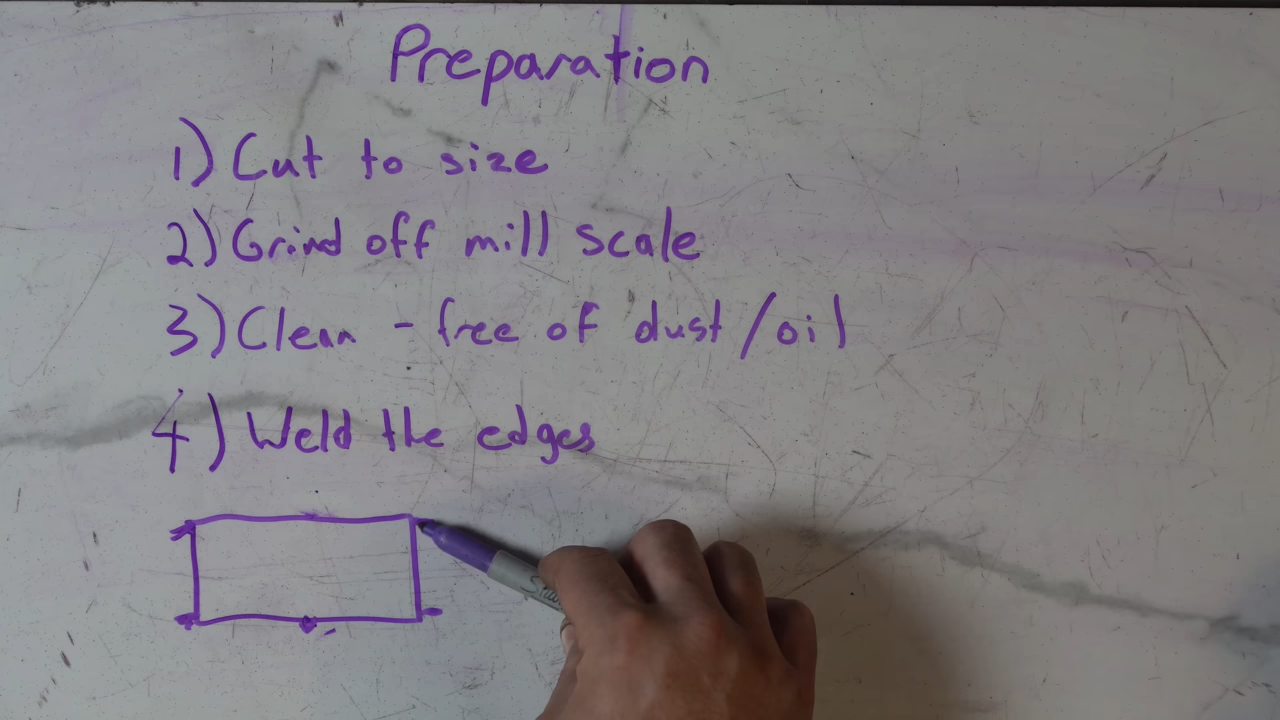 Preparation
1) Cut to size
2) Grind off mill scale
3) Clean - free of dust/oil
4) Weld the edges